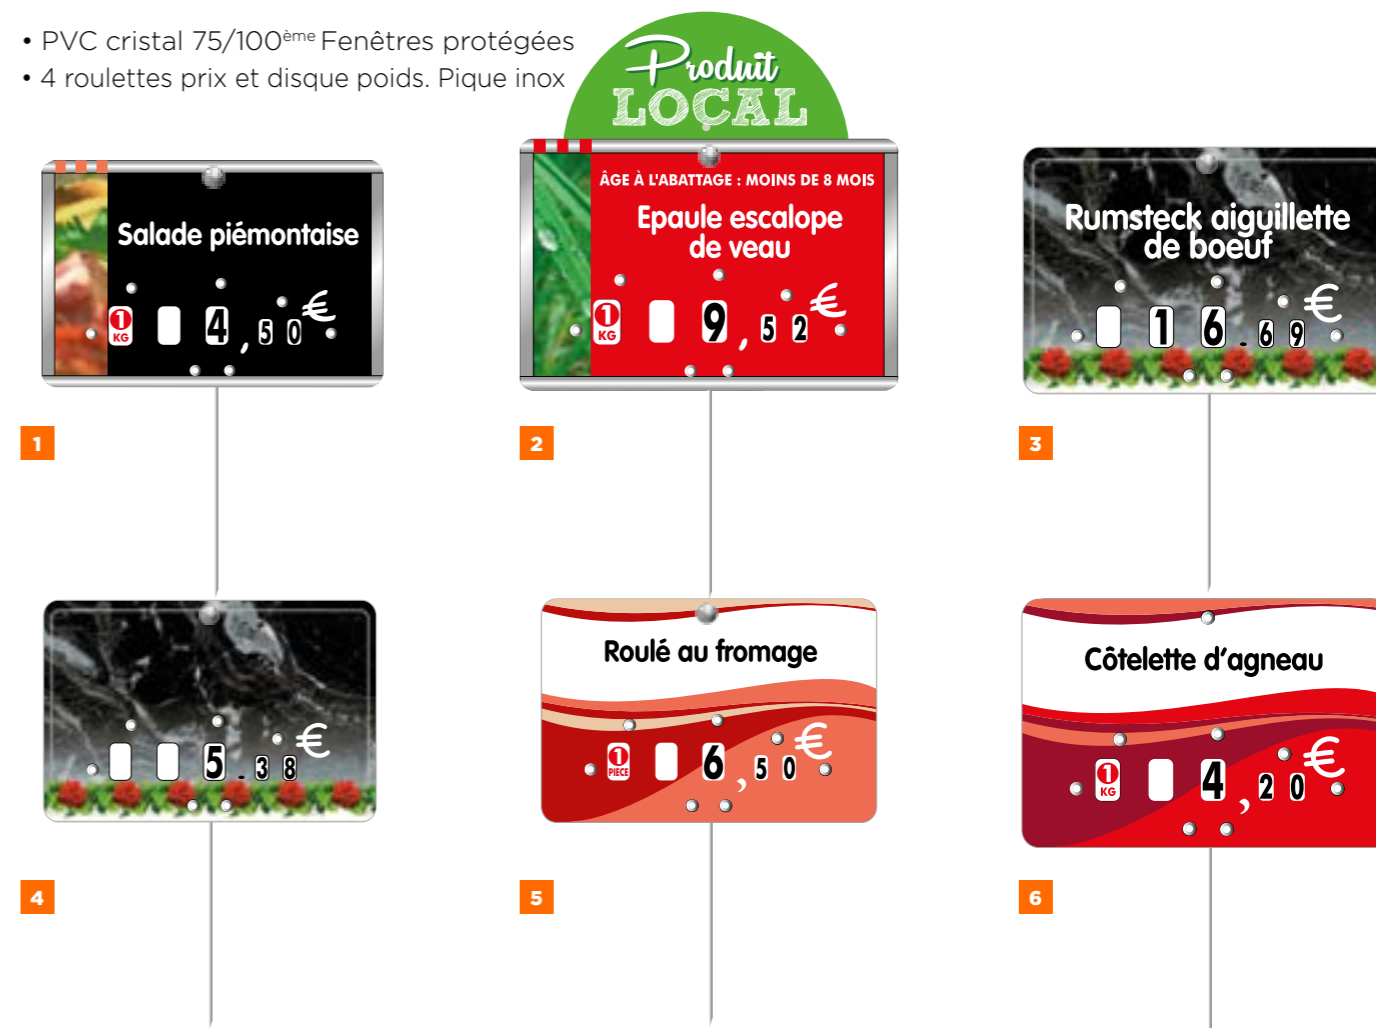 • PVC cristal 75/100ème Fenêtres protégées
• 4 roulettes prix et disque poids. Pique inox
Produit
LOCAL
Salade piémontaise
1 KG 4,50 €
ÂGE À L'ABATTAGE : MOINS DE 8 MOIS
Epaule escalope
de veau
1 KG 9,52 €
Rumsteck aiguillette
de boeuf
16.69 €
1
2
3
5.38 €
Roulé au fromage
1 PIECE 6,50 €
Côtelette d'agneau
1 KG 4,20 €
4
5
6